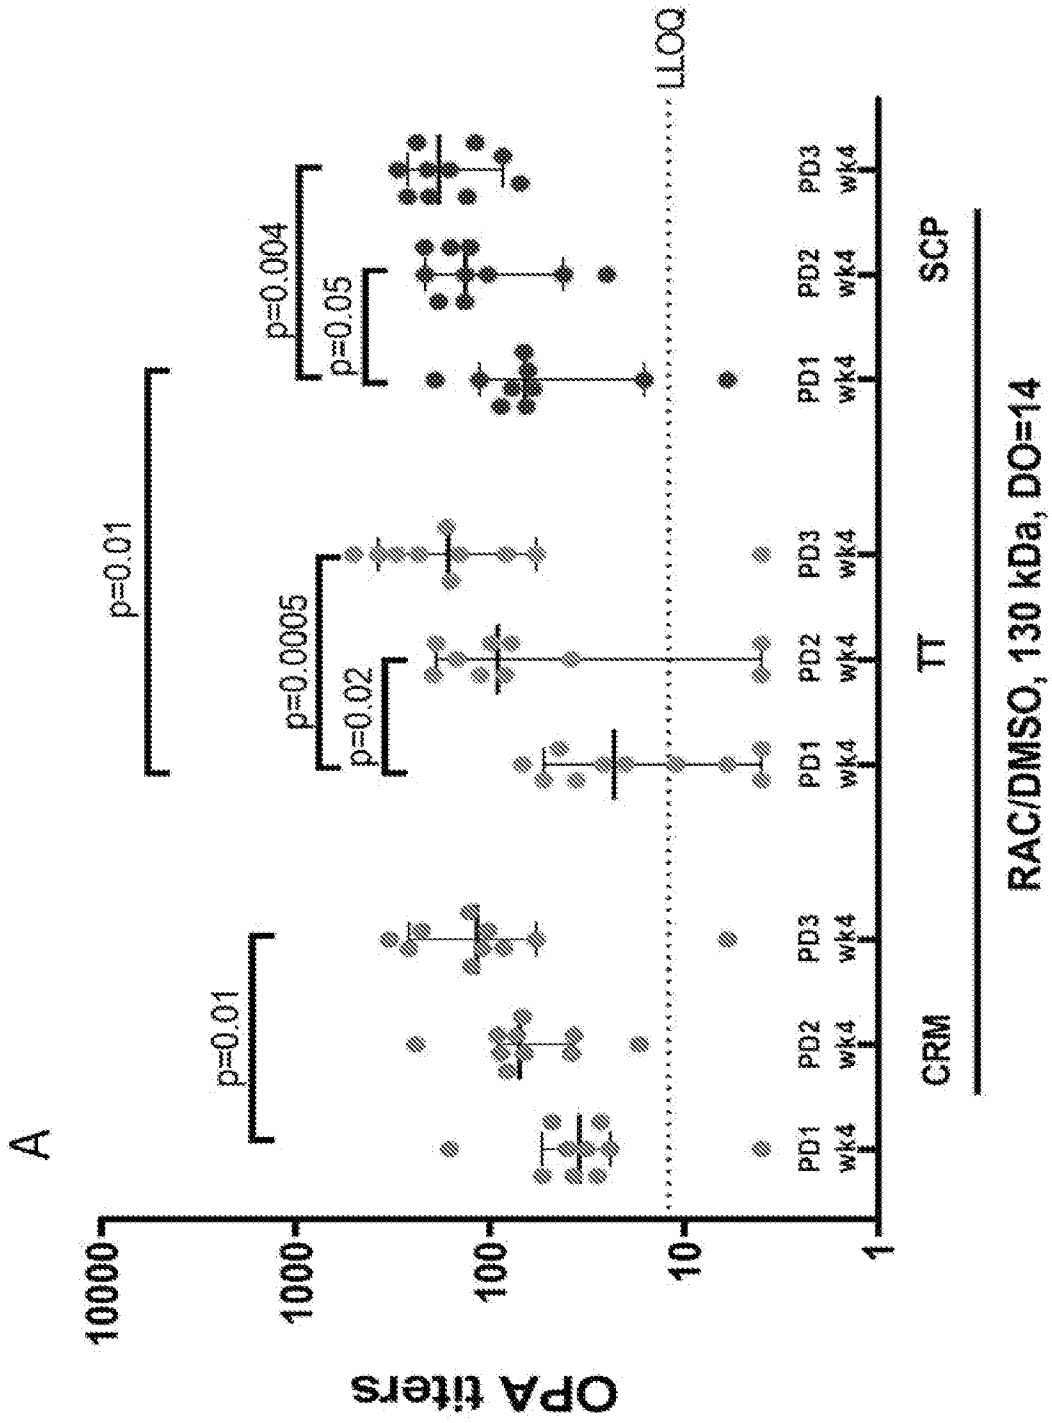 A
OPA titers
10000
1000
100
10
1
p=0.01
p=0.01
p=0.0005
p=0.02
p=0.004
p=0.05
LLOQ
PD1 PD2 PD3 PD1 PD2 PD3 PD1 PD2 PD3
wk4 wk4 wk4 wk4 wk4 wk4 wk4 wk4 wk4
CRM TT SCP
RAC/DMSO, 130 kDa, DO=14